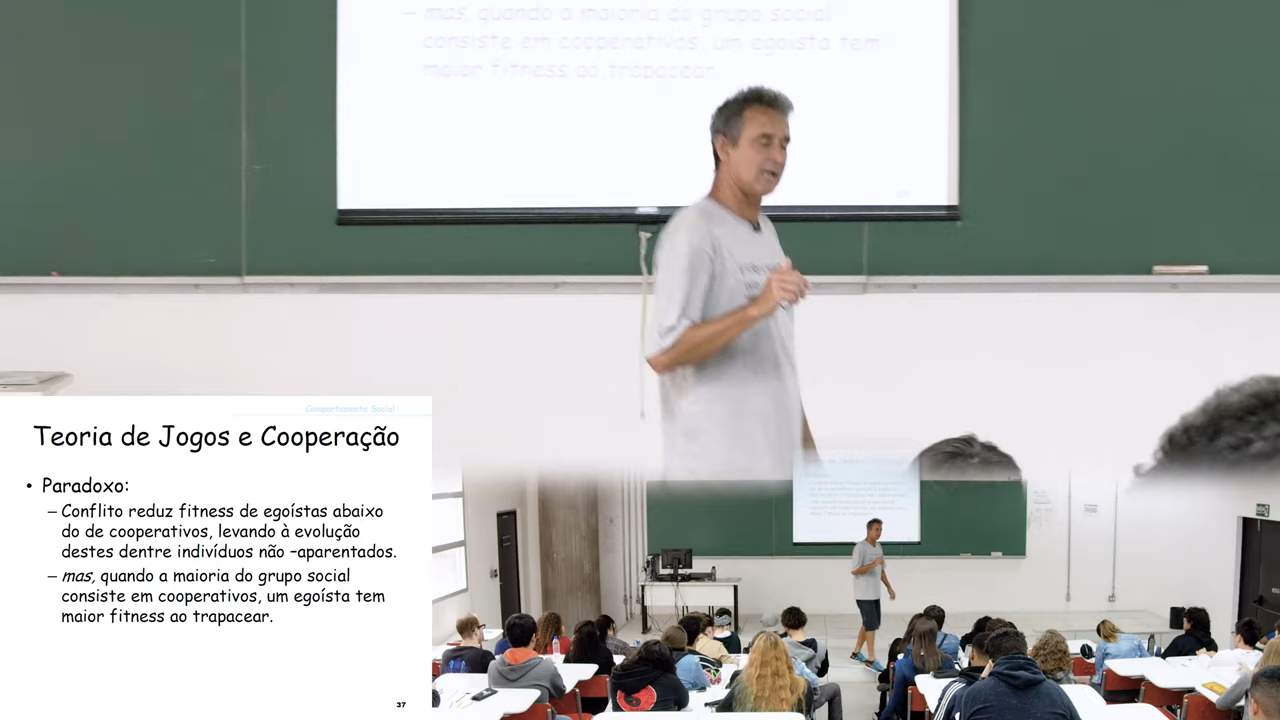 – mas, quando a maioria do grupo social
consiste em cooperativos, um egoísta tem
maior fitness ao trapacear.
Comportamento Social
Teoria de Jogos e Cooperação
• Paradoxo:
– Conflito reduz fitness de egoístas abaixo
do de cooperativos, levando à evolução
destes dentre indivíduos não –aparentados.
– mas, quando a maioria do grupo social
consiste em cooperativos, um egoísta tem
maior fitness ao trapacear.
37